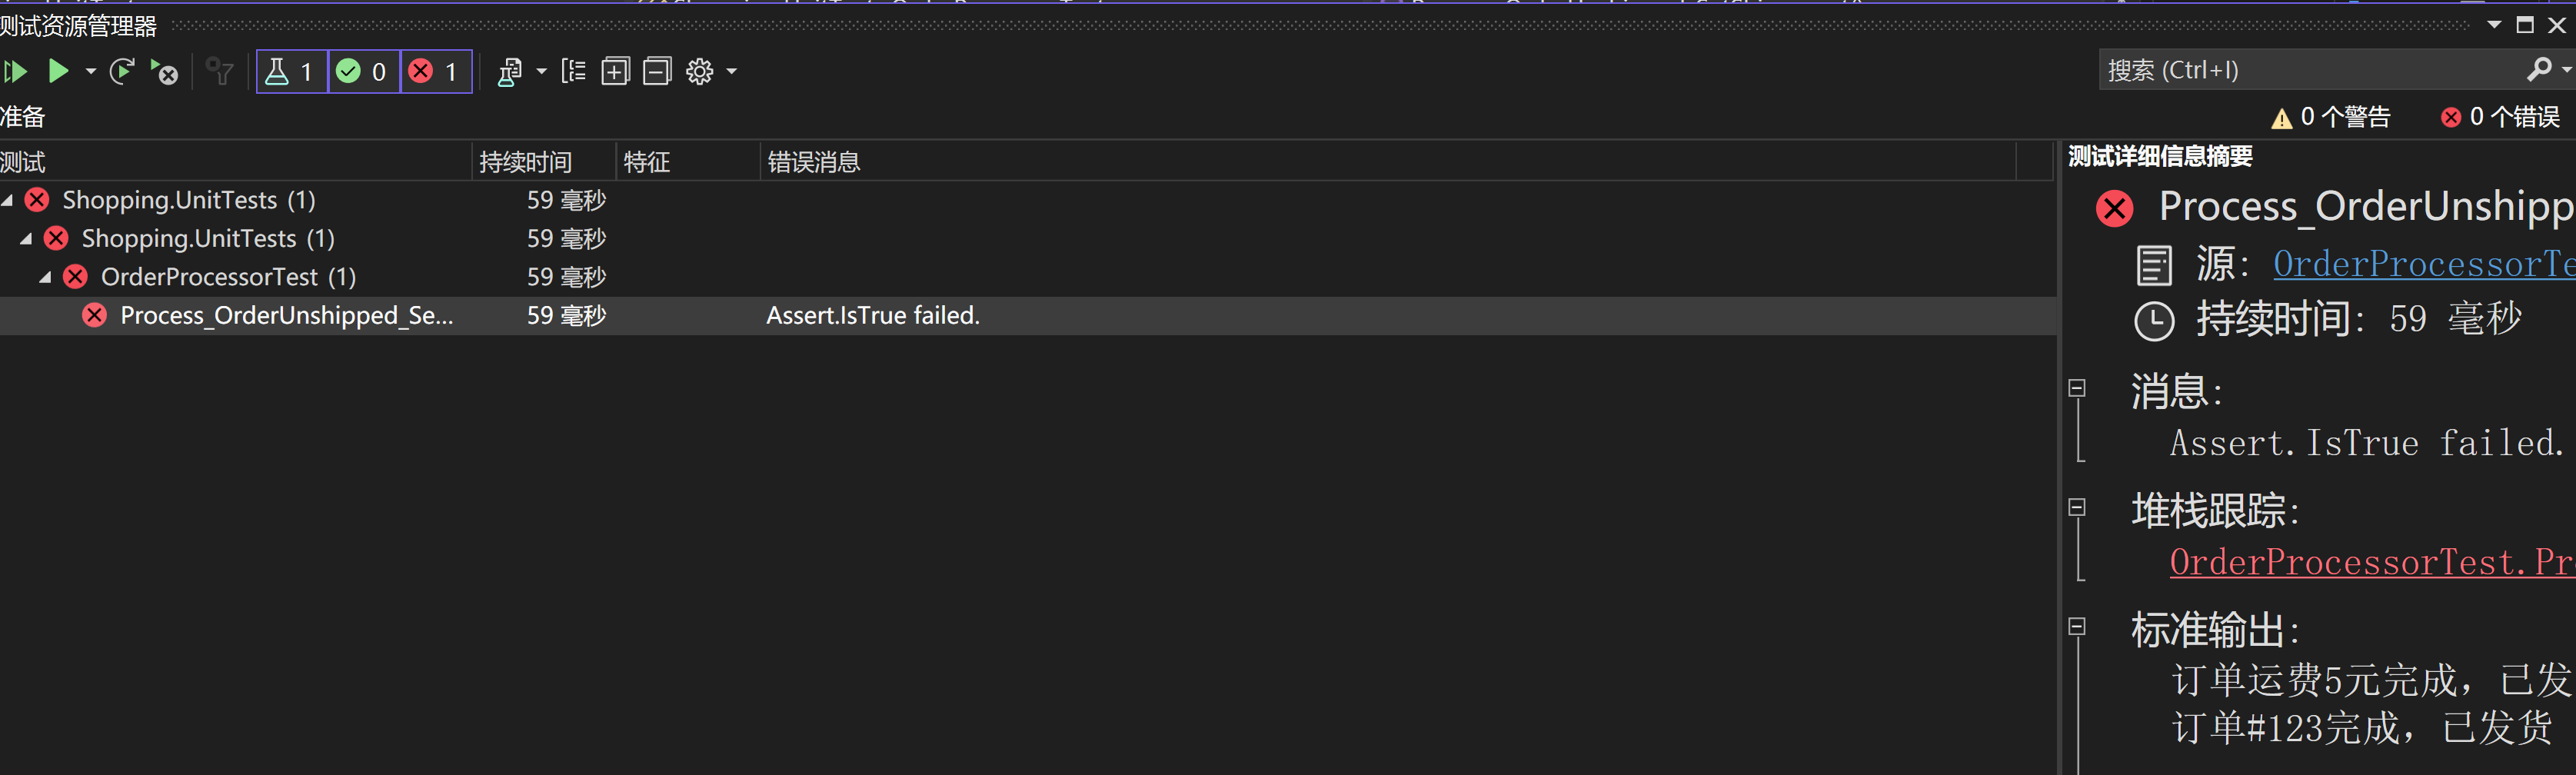 测试资源管理器
1 0 1
搜索 (Ctrl+I)
准备
0 个警告 0 个错误
测试 持续时间 特征 错误消息
Shopping.UnitTests (1) 59 毫秒
Shopping.UnitTests (1) 59 毫秒
OrderProcessorTest (1) 59 毫秒
Process_OrderUnshipped_Se... 59 毫秒 Assert.IsTrue failed.
测试详细信息摘要
Process_OrderUnshipp
源: OrderProcessorTe
持续时间: 59 毫秒
消息:
Assert.IsTrue failed.
堆栈跟踪:
OrderProcessorTest.Pr
标准输出:
订单运费5元完成，已发
订单#123完成，已发货